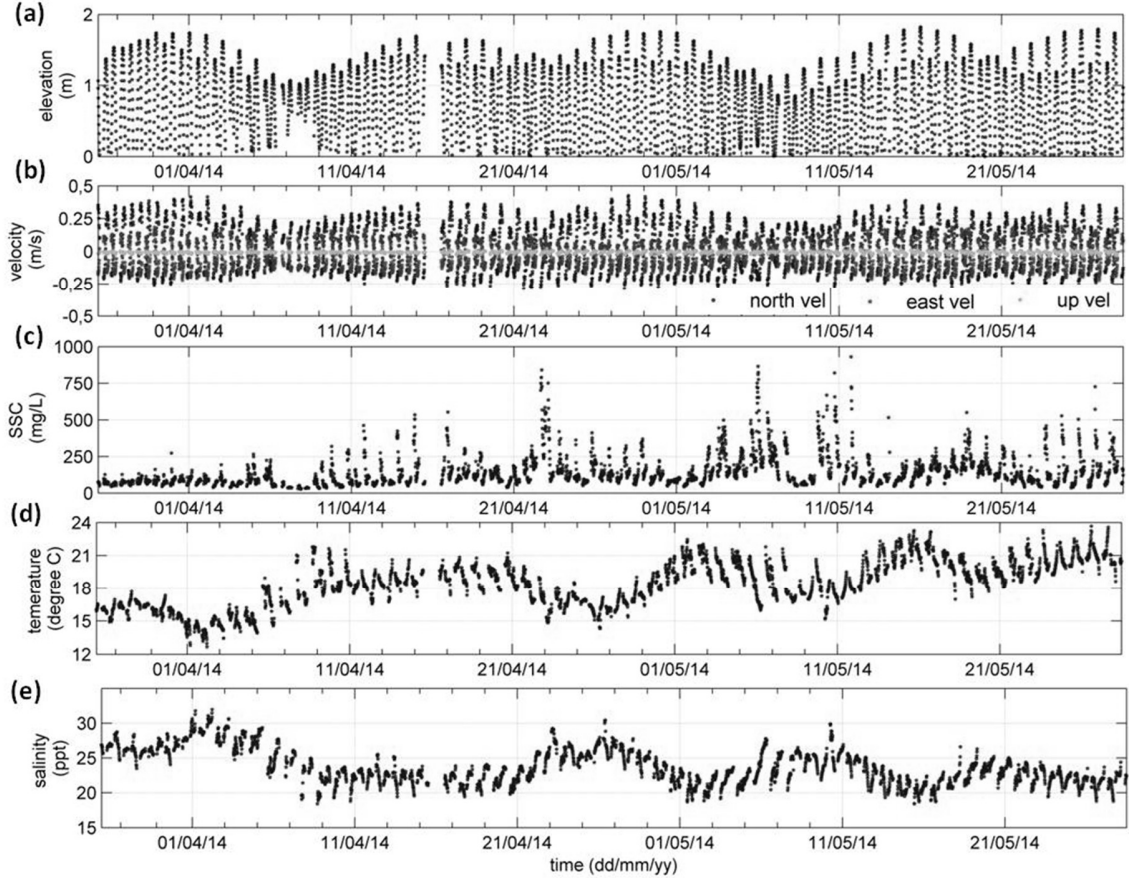 (a)
2
1
0
elevation
(m)
01/04/14 11/04/14 21/04/14 01/05/14 11/05/14 21/05/14
(b)
0,5
0,25
0
-0,25
-0,5
velocity
(m/s)
north vel east vel up vel
01/04/14 11/04/14 21/04/14 01/05/14 11/05/14 21/05/14
(c)
1000
750
500
250
0
SSC
(mg/L)
01/04/14 11/04/14 21/04/14 01/05/14 11/05/14 21/05/14
(d)
24
21
18
15
12
temerature
(degree C)
01/04/14 11/04/14 21/04/14 01/05/14 11/05/14 21/05/14
(e)
35
30
25
20
15
salinity
(ppt)
01/04/14 11/04/14 21/04/14 01/05/14 11/05/14 21/05/14
time (dd/mm/yy)